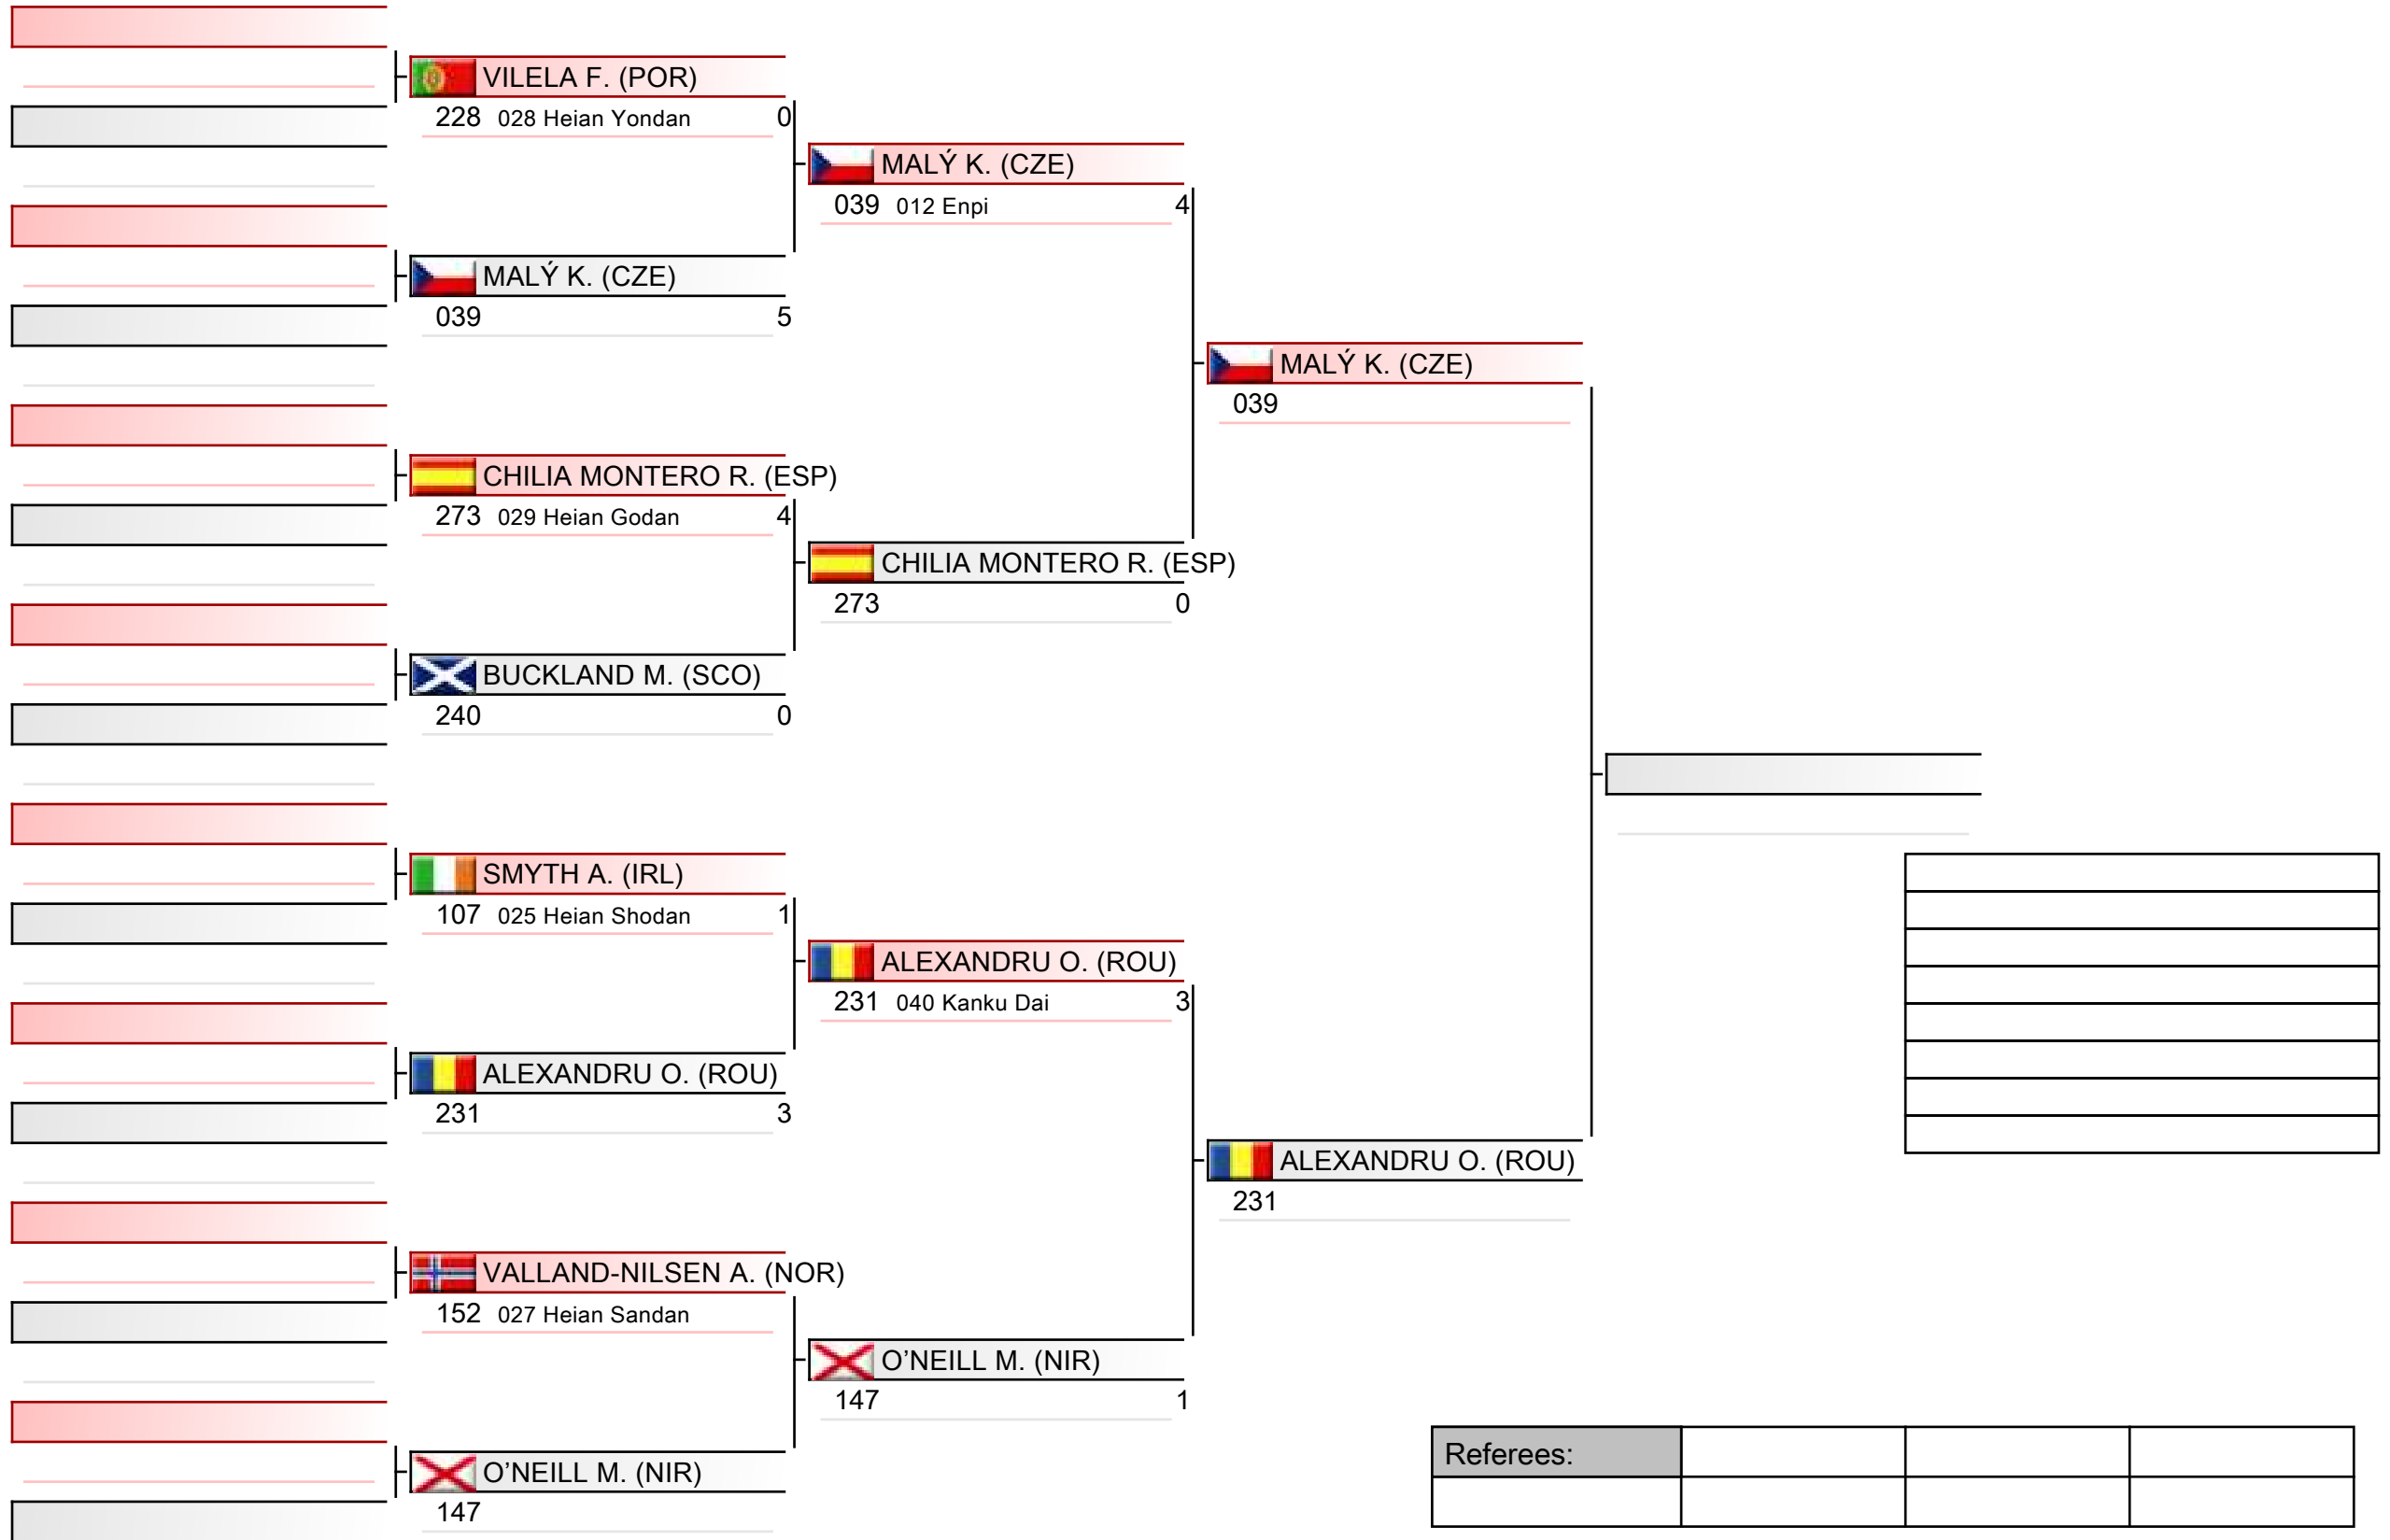 VILELA F. (POR)
228 028 Heian Yondan 0
MALÝ K. (CZE)
039 5
CHILIA MONTERO R. (ESP)
273 029 Heian Godan 4
BUCKLAND M. (SCO)
240 0
SMYTH A. (IRL)
107 025 Heian Shodan 1
ALEXANDRU O. (ROU)
231 3
VALLAND-NILSEN A. (NOR)
152 027 Heian Sandan
O’NEILL M. (NIR)
147
MALÝ K. (CZE)
039 012 Enpi 4
CHILIA MONTERO R. (ESP)
273 0
ALEXANDRU O. (ROU)
231 040 Kanku Dai 3
O’NEILL M. (NIR)
147 1
MALÝ K. (CZE)
039
ALEXANDRU O. (ROU)
231
Referees: